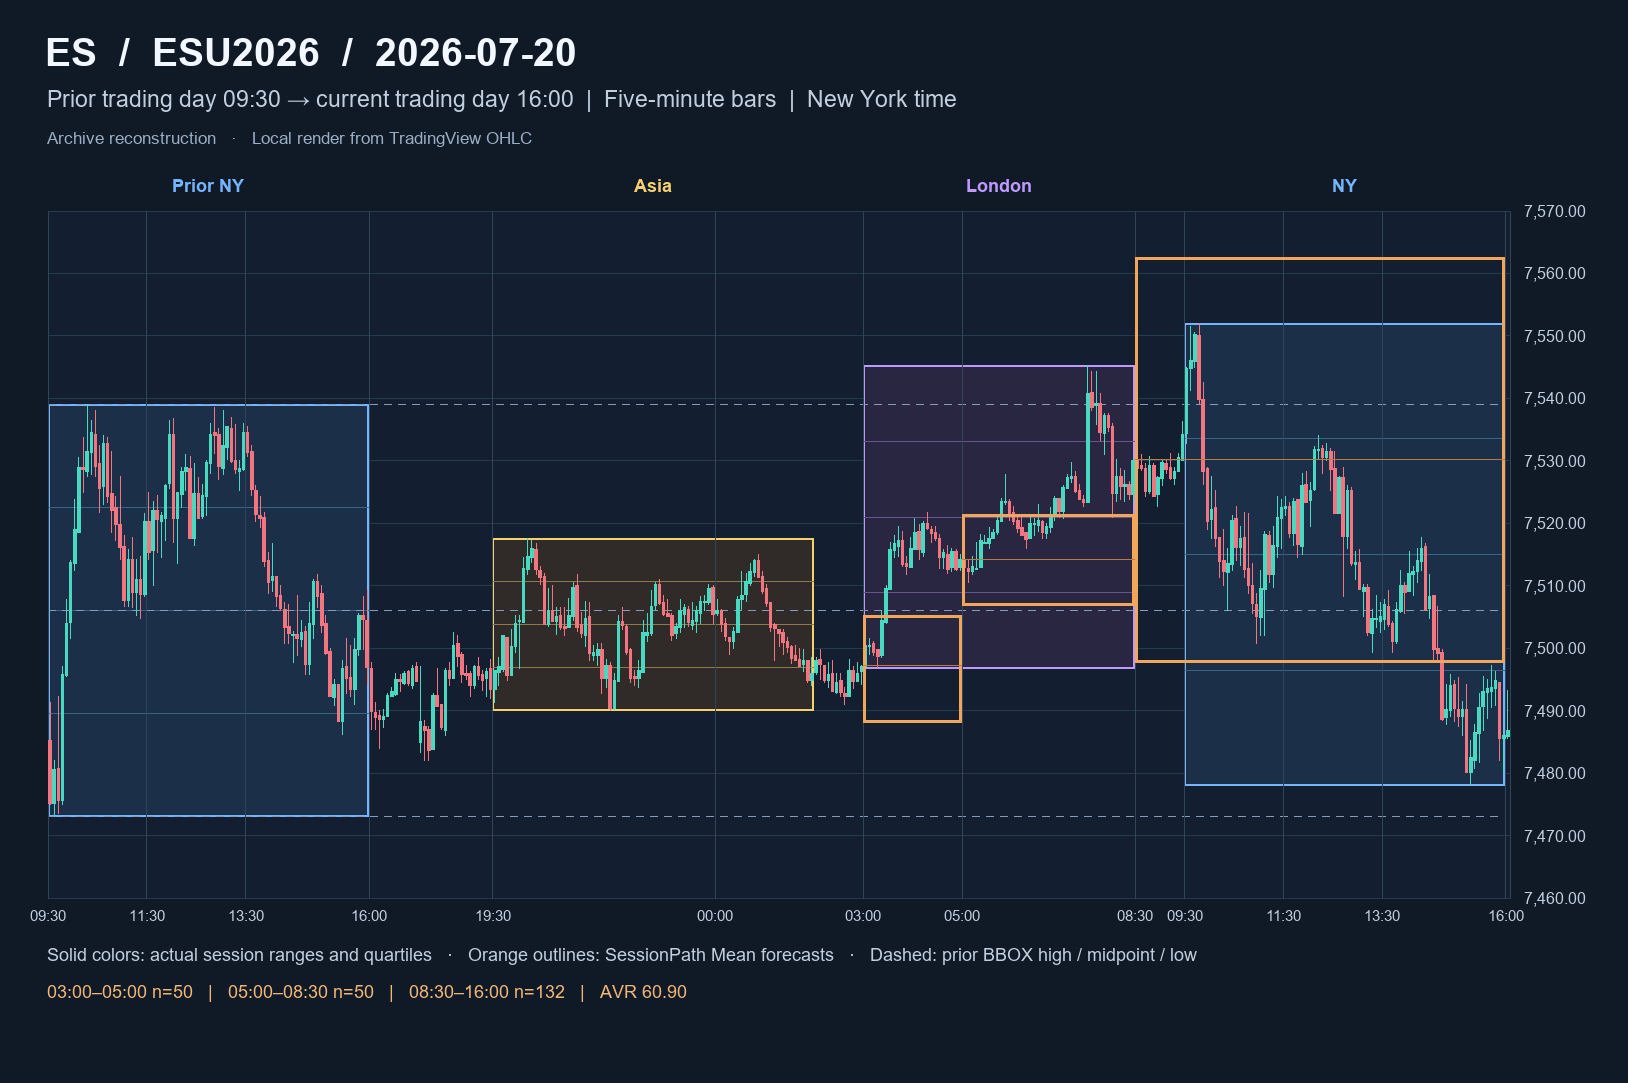 ES / ESU2026 / 2026-07-20
Prior trading day 09:30 → current trading day 16:00 | Five-minute bars | New York time
Archive reconstruction · Local render from TradingView OHLC
Prior NY Asia London NY
7,570.00
7,560.00
7,550.00
7,540.00
7,530.00
7,520.00
7,510.00
7,500.00
7,490.00
7,480.00
7,470.00
7,460.00
09:30 11:30 13:30 16:00 19:30 00:00 03:00 05:00 08:30 09:30 11:30 13:30 16:00
Solid colors: actual session ranges and quartiles · Orange outlines: SessionPath Mean forecasts · Dashed: prior BBOX high / midpoint / low
03:00–05:00 n=50 | 05:00–08:30 n=50 | 08:30–16:00 n=132 | AVR 60.90